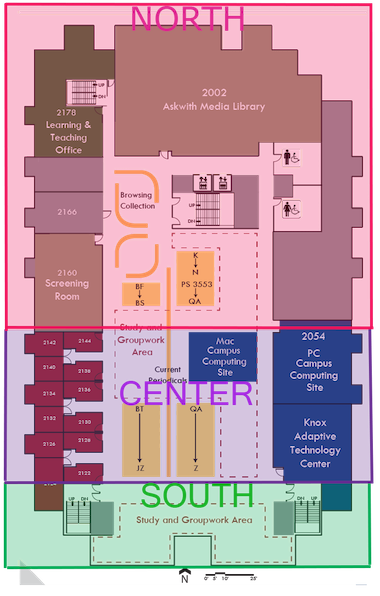 NORTH
2002
Askwith Media Library
UP
DN
2178
Learning &
Teaching
Office
Browsing
Collection
2166
UP
DN
K
N
PS 3553
QA
2160
Screening
Room
BF
BS
Study and
Groupwork
Area
Mac
Campus
Computing
Site
2054
PC
Campus
Computing
Site
2142
2144
2140
2138
2134
2136
Current
Periodicals
CENTER
BT
QA
2132
2130
2126
2128
2122
JZ
Z
Knox
Adaptive
Technology
Center
SOUTH
UP
DN
DN
UP
Study and Groupwork Area
N
0' 5' 10' 25'